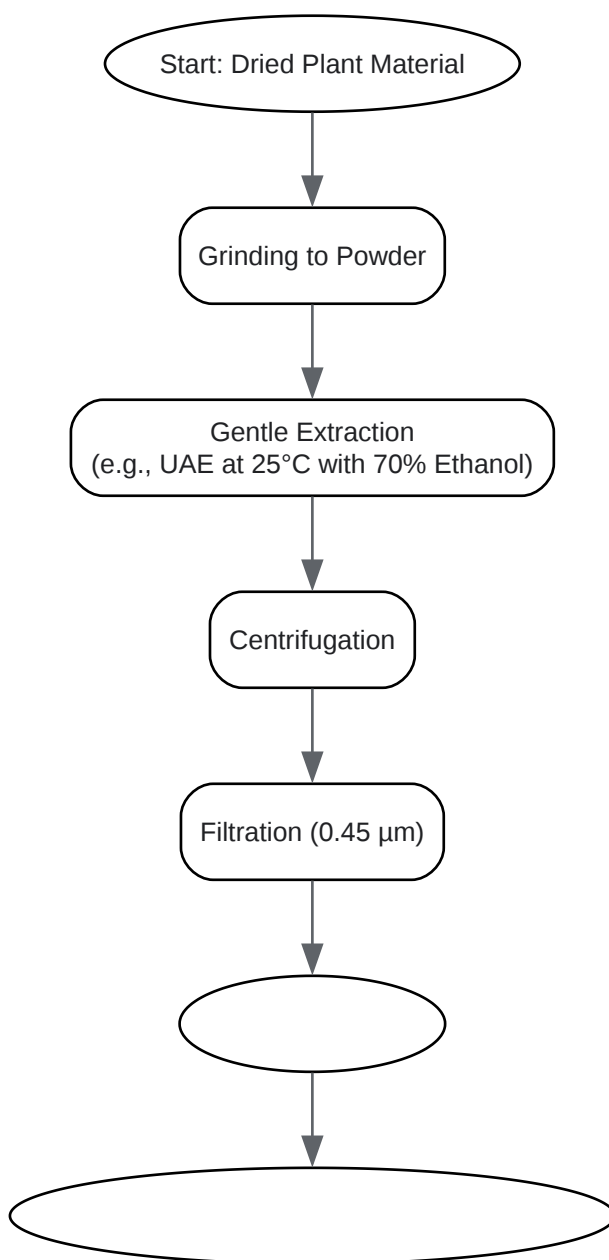 Start: Dried Plant Material
Grinding to Powder
Gentle Extraction
(e.g., UAE at 25°C with 70% Ethanol)
Centrifugation
Filtration (0.45 µm)